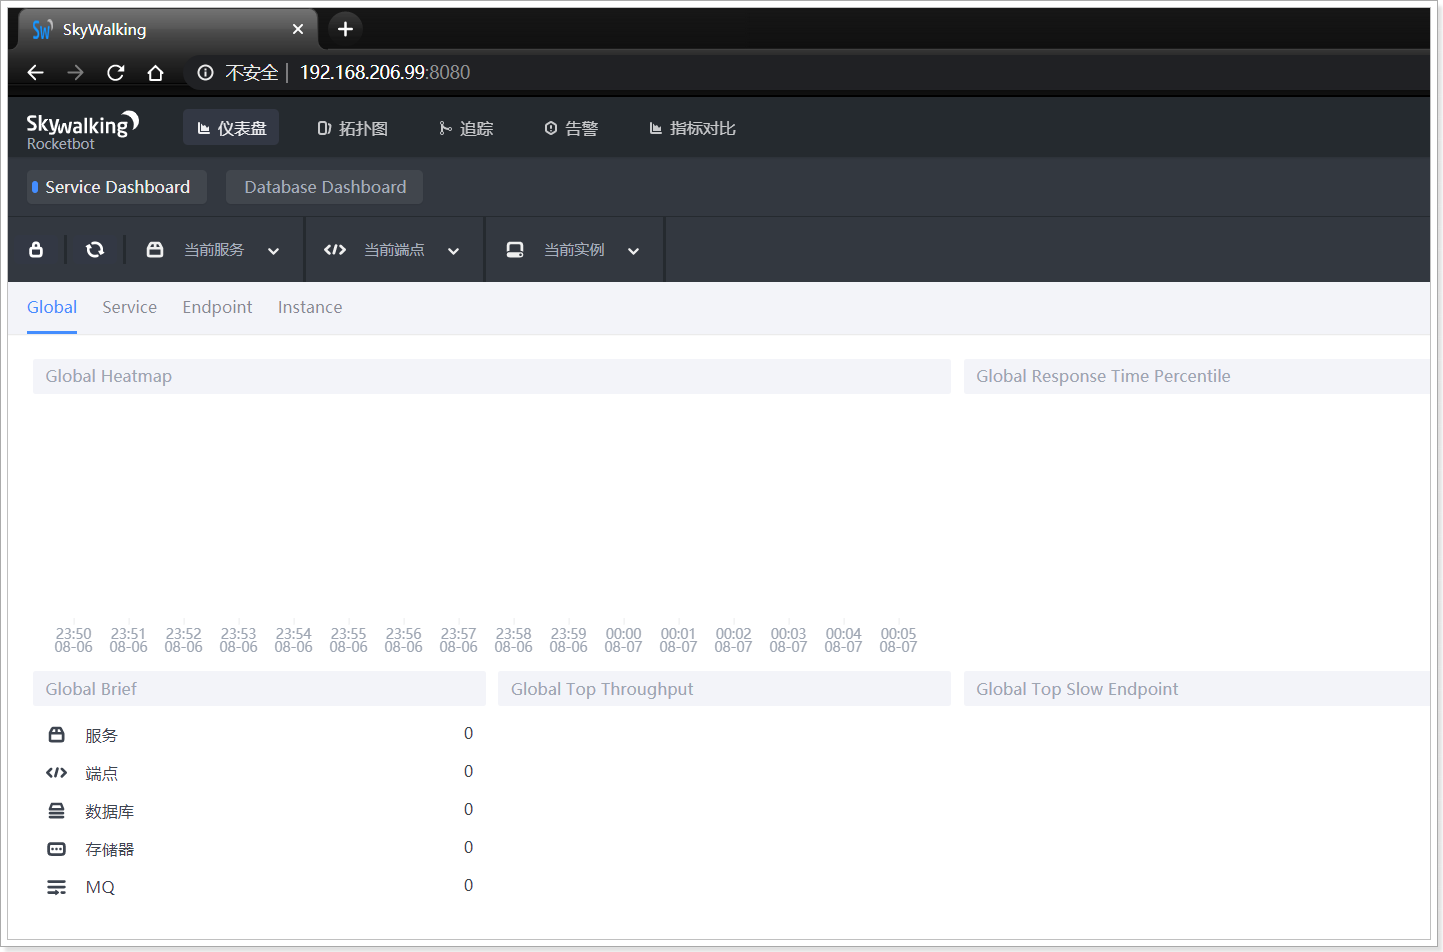 SkyWalking
不安全 192.168.206.99:8080
Skywalking
Rocketbot
仪表盘 拓扑图 追踪 告警 指标对比
Service Dashboard Database Dashboard
当前服务 当前端点 当前实例
Global Service Endpoint Instance
Global Heatmap Global Response Time Percentile
23:50 23:51 23:52 23:53 23:54 23:55 23:56 23:57 23:58 23:59 00:00 00:01 00:02 00:03 00:04 00:05
08-06 08-06 08-06 08-06 08-06 08-06 08-06 08-06 08-06 08-06 08-07 08-07 08-07 08-07 08-07 08-07
Global Brief Global Top Throughput Global Top Slow Endpoint
服务 0
端点 0
数据库 0
存储器 0
MQ 0